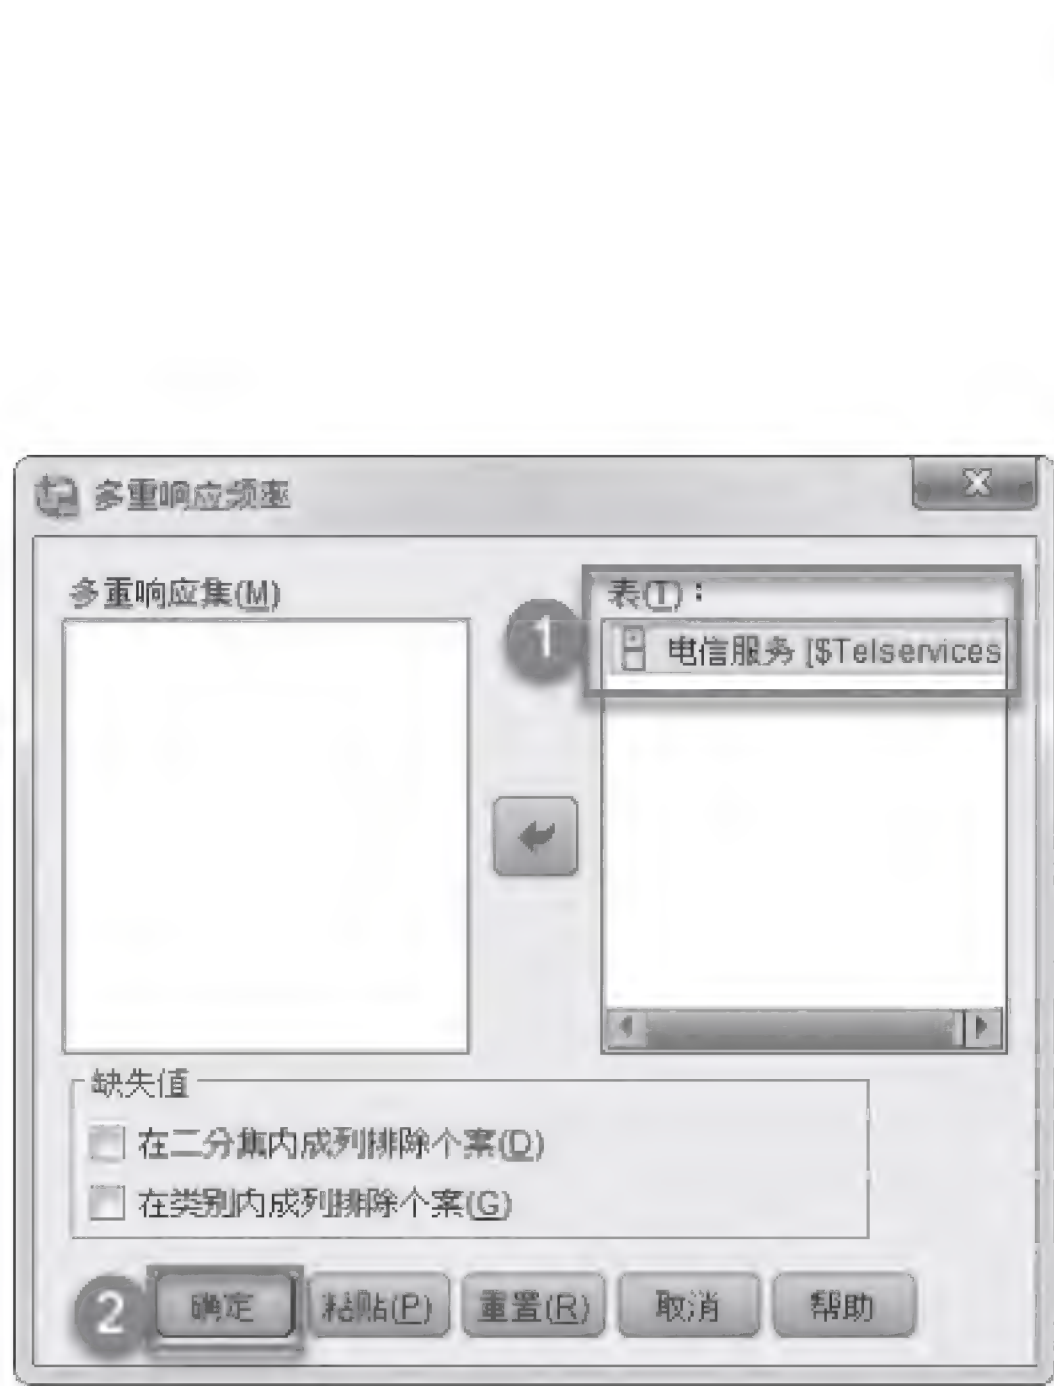 多重响应频率
多重响应集(M)
表(T)：
1
电信服务 [$Telservices
缺失值
在二分集内成列排除个案(D)
在类别内成列排除个案(G)
2
确定
粘贴(P)
重置(R)
取消
帮助